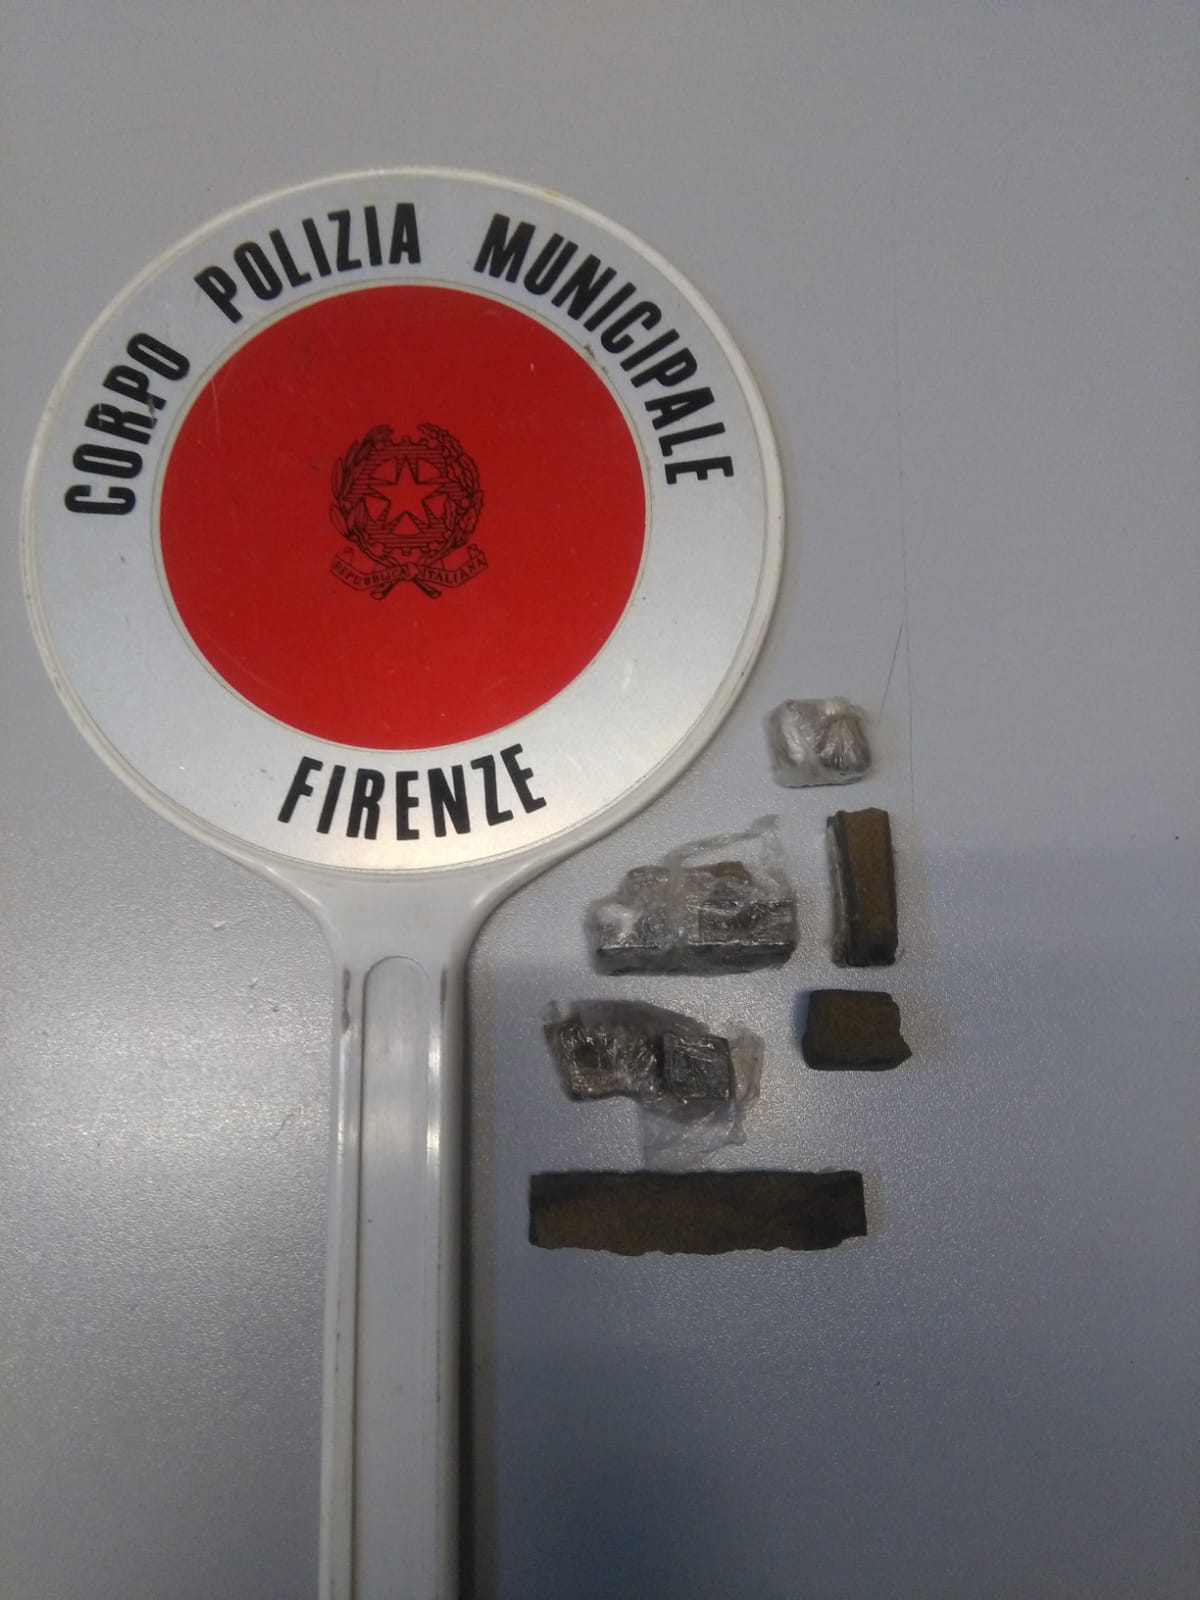 CORPO POLIZIA MUNICIPALE
REPUBBLICA ITALIANA
FIRENZE